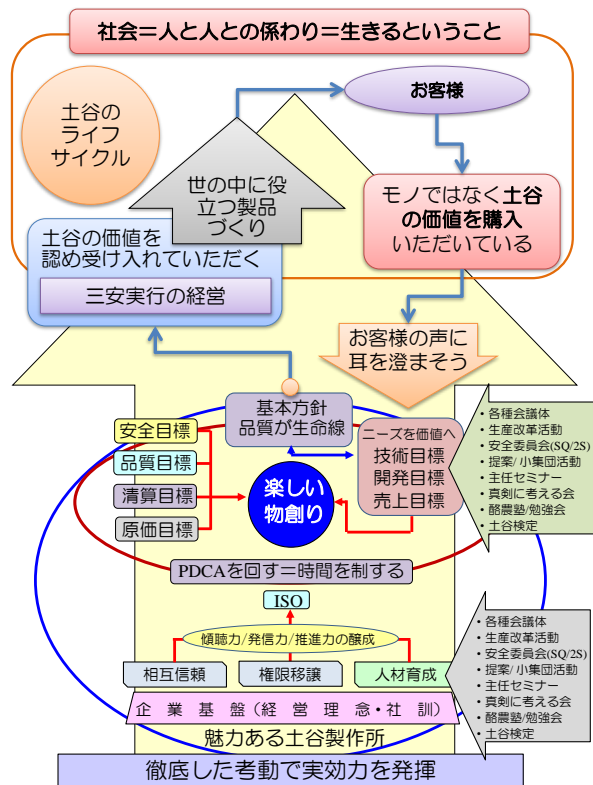 社会＝人と人との係わり＝生きるということ
土谷の
ライフ
サイクル
お客様
世の中に役
立つ製品
づくり
モノではなく土谷
の価値を購入
いただいている
土谷の価値を
認め受け入れていただく
三安実行の経営
お客様の声に
耳を澄まそう
基本方針
品質が生命線
安全目標
品質目標
清算目標
原価目標
楽しい
物創り
ニーズを価値へ
技術目標
開発目標
売上目標
・各種会議体
・生産改革活動
・安全委員会(SQ/2S)
・提案/小集団活動
・主任セミナー
・真剣に考える会
・酪農塾/勉強会
・土谷検定
PDCAを回す＝時間を制する
ISO
傾聴力/発信力/推進力の醸成
相互信頼
権限移譲
人材育成
・各種会議体
・生産改革活動
・安全委員会(SQ/2S)
・提案/小集団活動
・主任セミナー
・真剣に考える会
・酪農塾/勉強会
・土谷検定
企 業 基 盤（経 営 理 念・社 訓）
魅力ある土谷製作所
徹底した考動で実効力を発揮